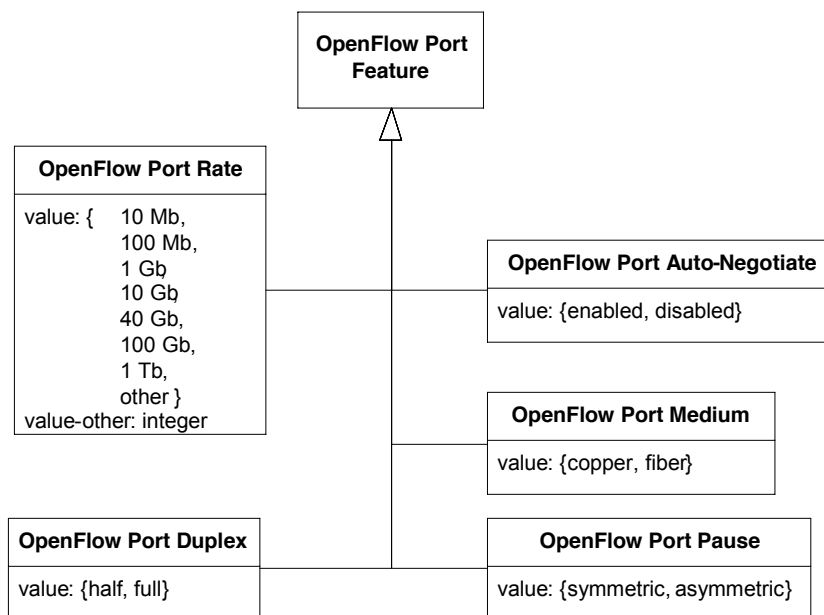 OpenFlow Port
Feature
OpenFlow Port Rate
value: { 10 Mb,
100 Mb,
1 Gb,
10 Gb,
40 Gb,
100 Gb,
1 Tb,
other }
value-other: integer
OpenFlow Port Auto-Negotiate
value: {enabled, disabled}
OpenFlow Port Medium
value: {copper, fiber}
OpenFlow Port Duplex
value: {half, full}
OpenFlow Port Pause
value: {symmetric, asymmetric}